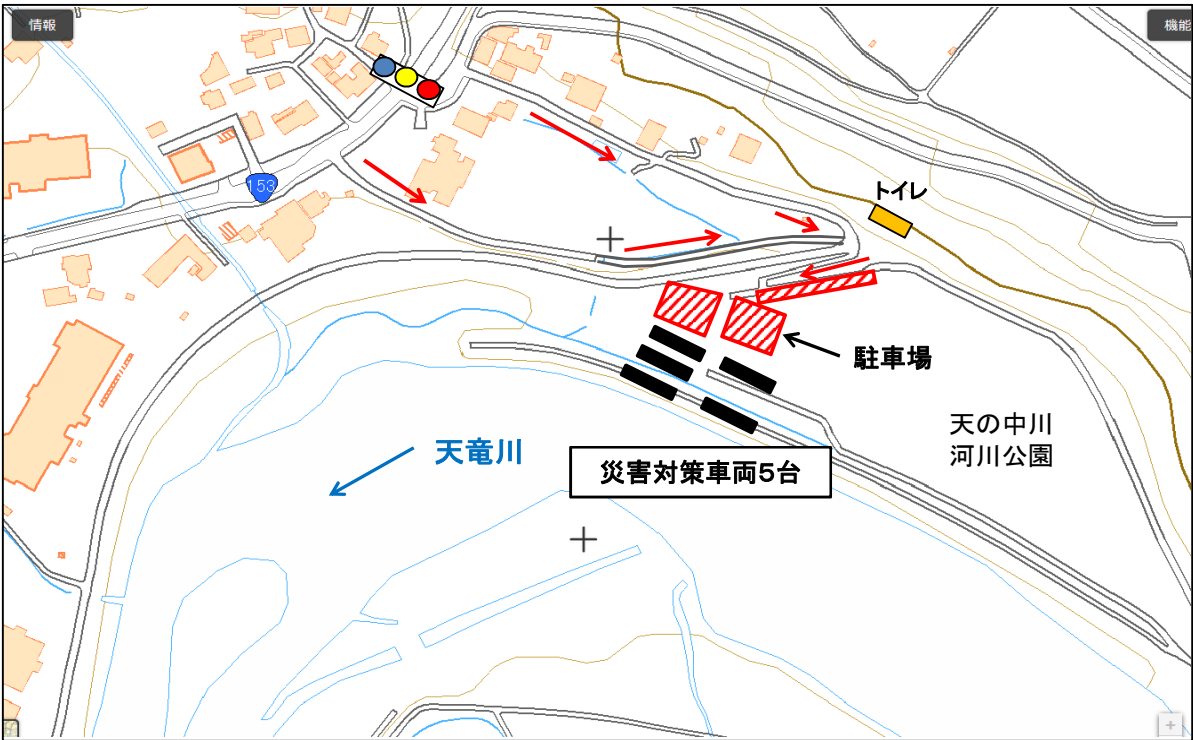 情報
機能
153
トイレ
駐車場
天の中川
河川公園
天竜川
災害対策車両5台